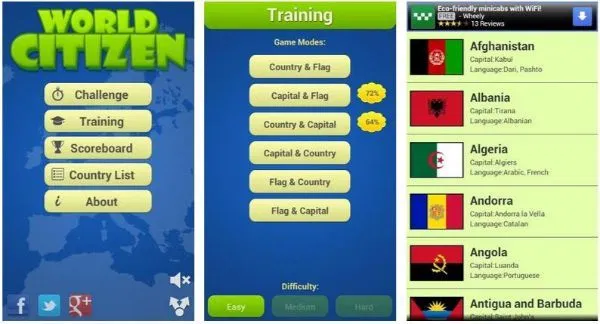 WORLD
CITIZEN
Challenge
Training
Scoreboard
Country List
i About
f
g+
Training
Game Modes:
Country & Flag
Capital & Flag
72%
Country & Capital
64%
Capital & Country
Flag & Country
Flag & Capital
Difficulty:
Easy
Medium
Hard
Eco-friendly minicabs with WiFi!
FREE - Wheely
13 Reviews
Afghanistan
Capital:Kabul
Language:Dari, Pashto
Albania
Capital:Tirana
Language:Albanian
Algeria
Capital:Algiers
Language:Arabic, French
Andorra
Capital:Andorra la Vella
Language:Catalan
Angola
Capital:Luanda
Language:Portuguese
Antigua and Barbuda
Capital:Saint John's